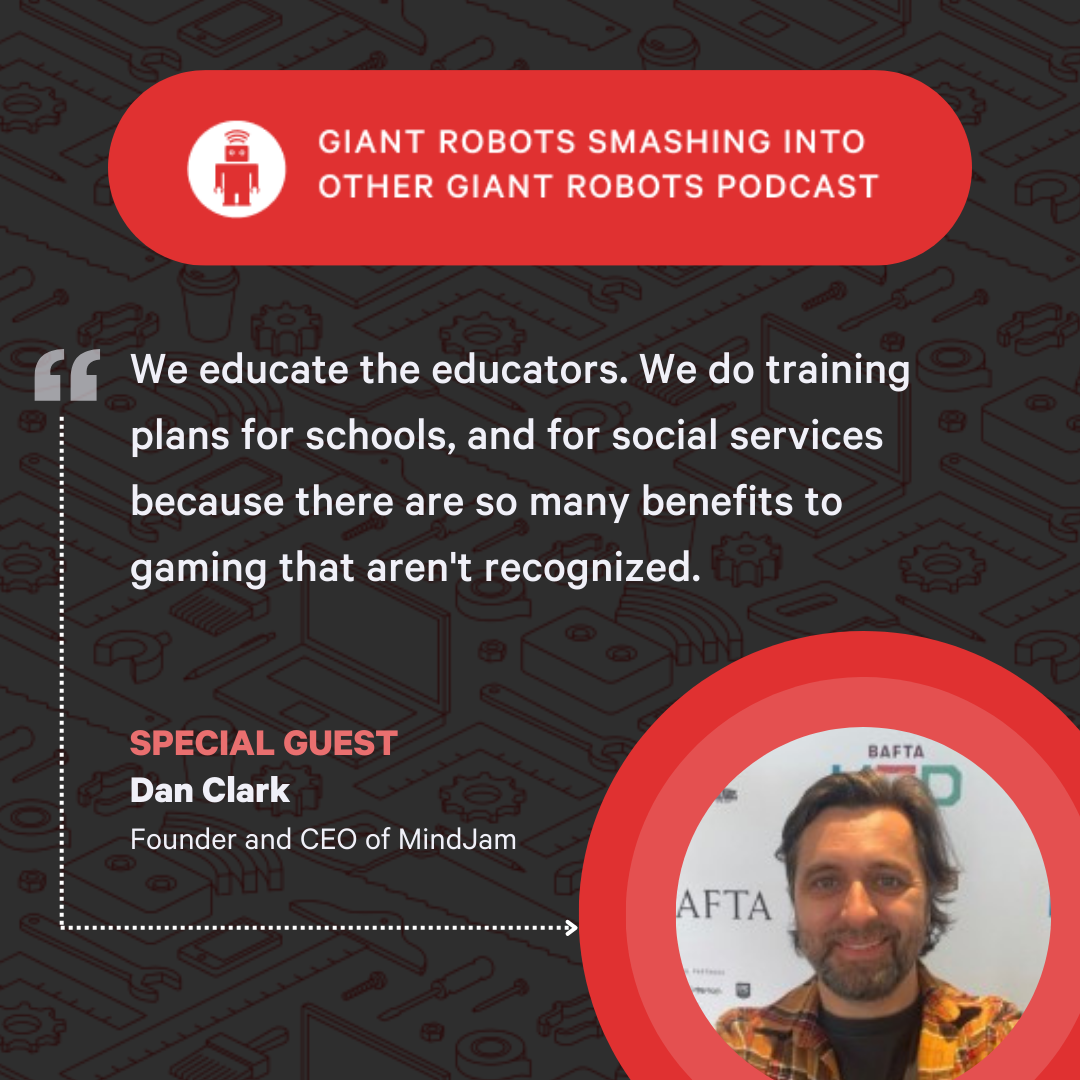 GIANT ROBOTS SMASHING INTO
OTHER GIANT ROBOTS PODCAST
“
We educate the educators. We do training
plans for schools, and for social services
because there are so many benefits to
gaming that aren't recognized.
SPECIAL GUEST
Dan Clark
Founder and CEO of MindJam
BAFTA
AFTA